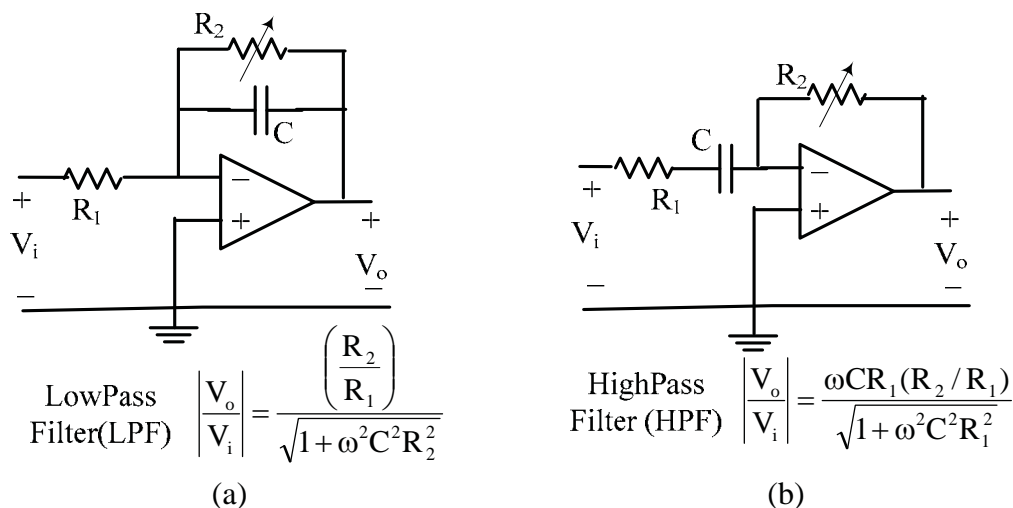 R₂
C
R₁
−
+
+
Vᵢ
−
+
Vₒ
−
LowPass
Filter(LPF) |Vₒ/Vᵢ| = (R₂/R₁) / √(1 + ω²C²R₂²)
(a)
R₂
C
R₁
−
+
+
Vᵢ
−
+
Vₒ
−
HighPass
Filter (HPF) |Vₒ/Vᵢ| = ωCR₁(R₂/R₁) / √(1 + ω²C²R₁²)
(b)